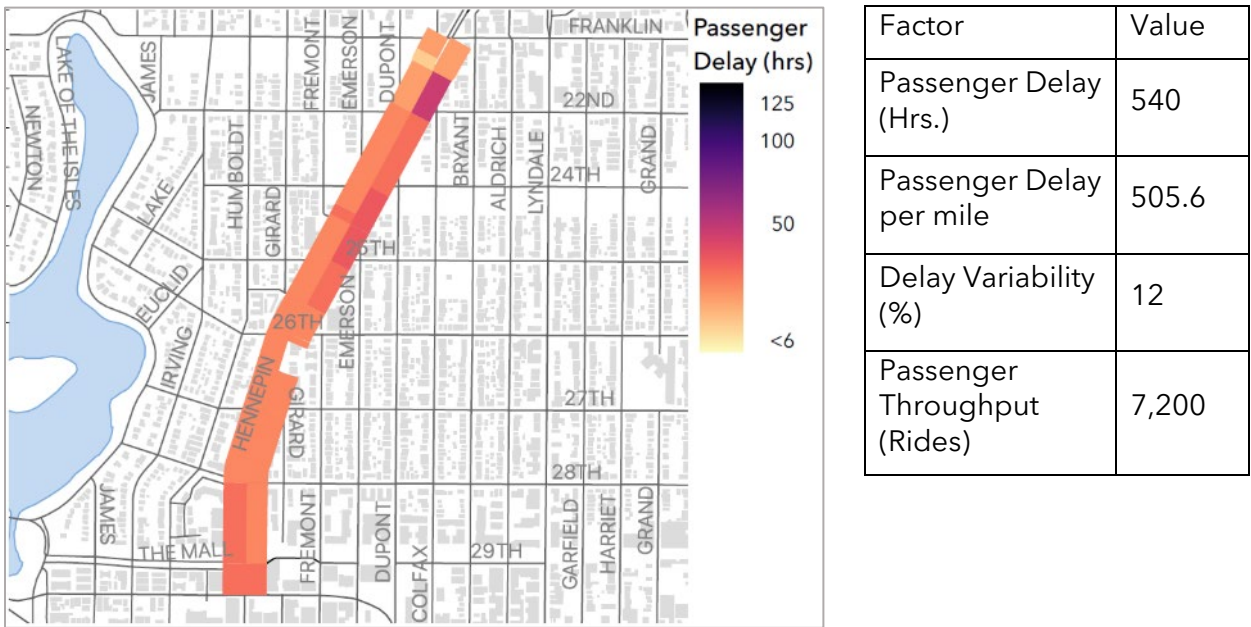 FRANKLIN
JAMES
FREMONT
EMERSON
DUPONT
LAKE OF THE ISLES
NEWTON
22ND
HUMBOLDT
GIRARD
BRYANT
ALDRICH
LYNDALE
GRAND
24TH
LAKE
25TH
EUCLID
26TH
EMERSON
IRVING
HENNEPIN
GIRARD
27TH
28TH
JAMES
THE MALL
FREMONT
DUPONT
COLFAX
29TH
GARFIELD
HARRIET
GRAND
Passenger
Delay (hrs)
125
100
50
<6
Factor Value
Passenger Delay
(Hrs.)
540
Passenger Delay
per mile
505.6
Delay Variability
(%)
12
Passenger
Throughput
(Rides)
7,200